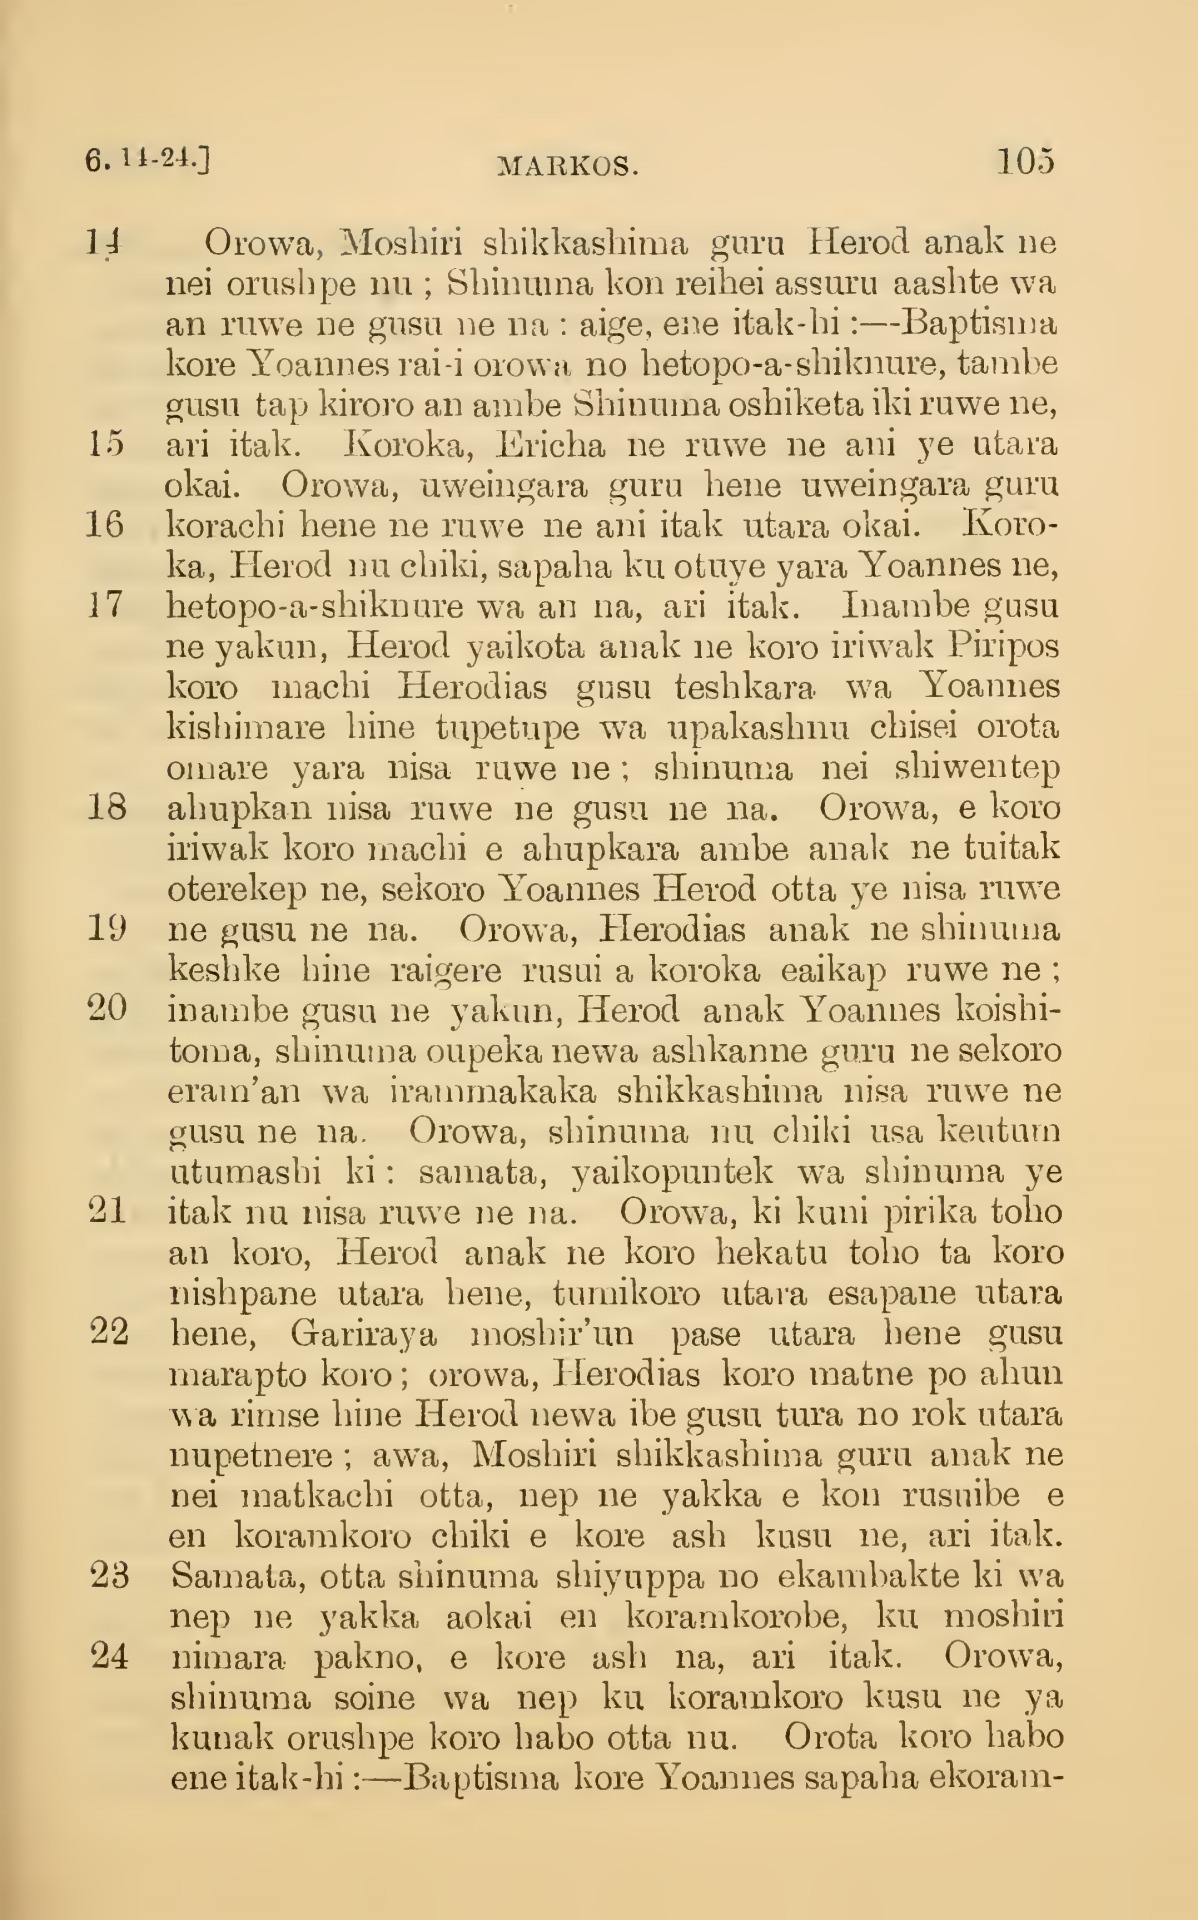 6. 14-24.] MARKOS. 105
14 Orowa, Moshiri shikkashima guru Herod anak ne
nei orushpe nu ; Shinuma kon reihei assuru aashte wa
an ruwe ne gusu ne na : aige, ene itak-hi :—Baptisma
kore Yoannes rai-i orowa no hetopo-a-shiknure, tambe
gusu tap kiroro an ambe Shinuma oshiketa iki ruwe ne,
15 ari itak. Koroka, Ericha ne ruwe ne ani ye utara
okai. Orowa, uweingara guru hene uweingara guru
16 korachi hene ne ruwe ne ani itak utara okai. Koro-
ka, Herod nu chiki, sapaha ku otuye yara Yoannes ne,
17 hetopo-a-shiknure wa an na, ari itak. Inambe gusu
ne yakun, Herod yaikota anak ne koro iriwak Piripos
koro machi Herodias gusu teshkara wa Yoannes
kishimare hine tupetupe wa upakashnu chisei orota
omare yara nisa ruwe ne ; shinuma nei shiwentep
18 ahupkan nisa ruwe ne gusu ne na. Orowa, e koro
iriwak koro machi e ahupkara ambe anak ne tuitak
oterekep ne, sekoro Yoannes Herod otta ye nisa ruwe
19 ne gusu ne na. Orowa, Herodias anak ne shinuma
keshke hine raigere rusui a koroka eaikap ruwe ne ;
20 inambe gusu ne yakun, Herod anak Yoannes koishi-
toma, shinuma oupeka newa ashkanne guru ne sekoro
eram'an wa irammakaka shikkashima nisa ruwe ne
gusu ne na. Orowa, shinuma nu chiki usa keutum
utumashi ki : samata, yaikopuntek wa shinuma ye
21 itak nu nisa ruwe ne na. Orowa, ki kuni pirika toho
an koro, Herod anak ne koro hekatu toho ta koro
nishpane utara hene, tumikoro utara esapane utara
22 hene, Gariraya moshir'un pase utara hene gusu
marapto koro ; orowa, Herodias koro matne po ahun
wa rimse hine Herod newa ibe gusu tura no rok utara
nupetnere ; awa, Moshiri shikkashima guru anak ne
nei matkachi otta, nep ne yakka e kon rusuibe e
en koramkoro chiki e kore ash kusu ne, ari itak.
23 Samata, otta shinuma shiyuppa no ekambakte ki wa
nep ne yakka aokai en koramkorobe, ku moshiri
24 nimara pakno, e kore ash na, ari itak. Orowa,
shinuma soine wa nep ku koramkoro kusu ne ya
kunak orushpe koro habo otta nu. Orota koro habo
ene itak-hi :—Baptisma kore Yoannes sapaha ekoram-